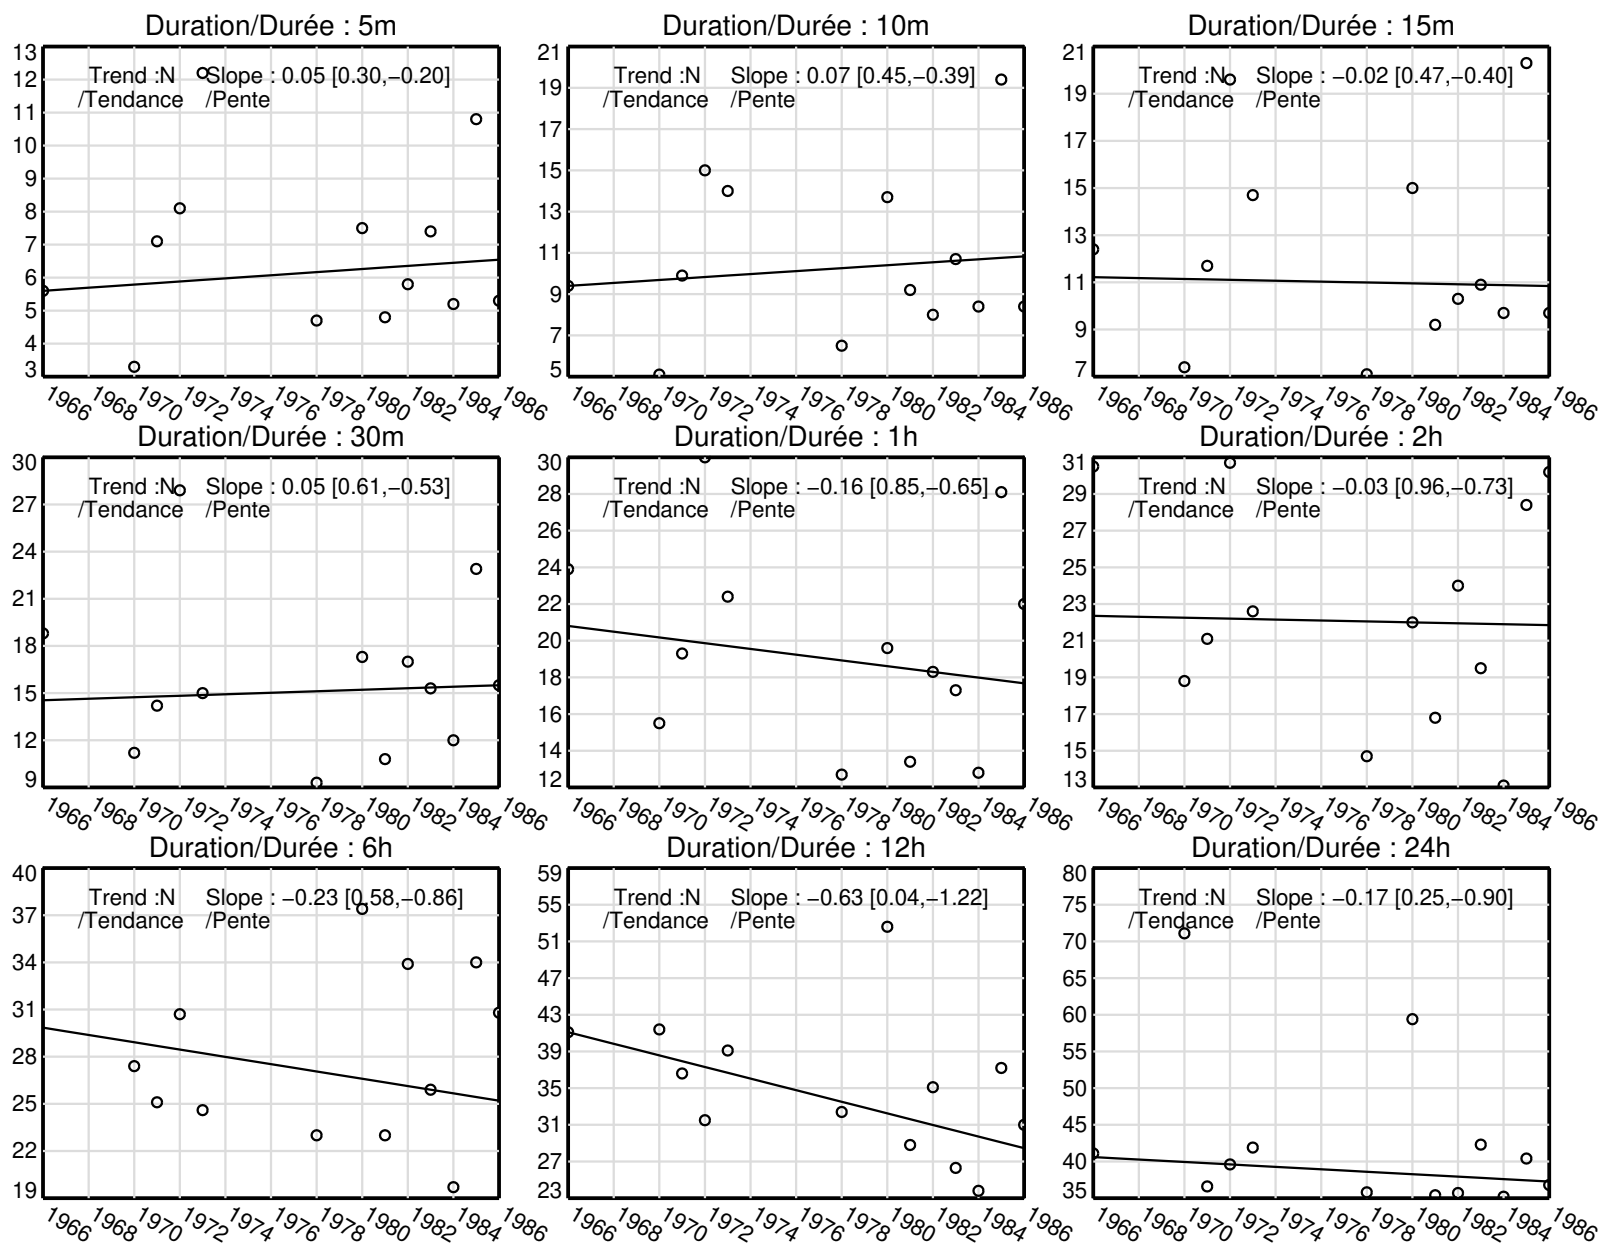 Duration/Durée : 5m
13
12
11
10
9
8
7
6
5
4
3
Trend :N Slope : 0.05 [0.30,−0.20]
/Tendance /Pente
1966 1968 1970 1972 1974 1976 1978 1980 1982 1984 1986
Duration/Durée : 10m
21
19
17
15
13
11
9
7
5
Trend :N Slope : 0.07 [0.45,−0.39]
/Tendance /Pente
1966 1968 1970 1972 1974 1976 1978 1980 1982 1984 1986
Duration/Durée : 15m
21
19
17
15
13
11
9
7
Trend :N Slope : −0.02 [0.47,−0.40]
/Tendance /Pente
1966 1968 1970 1972 1974 1976 1978 1980 1982 1984 1986
Duration/Durée : 30m
30
27
24
21
18
15
12
9
Trend :N Slope : 0.05 [0.61,−0.53]
/Tendance /Pente
1966 1968 1970 1972 1974 1976 1978 1980 1982 1984 1986
Duration/Durée : 1h
30
28
26
24
22
20
18
16
14
12
Trend :N Slope : −0.16 [0.85,−0.65]
/Tendance /Pente
1966 1968 1970 1972 1974 1976 1978 1980 1982 1984 1986
Duration/Durée : 2h
31
29
27
25
23
21
19
17
15
13
Trend :N Slope : −0.03 [0.96,−0.73]
/Tendance /Pente
1966 1968 1970 1972 1974 1976 1978 1980 1982 1984 1986
Duration/Durée : 6h
40
37
34
31
28
25
22
19
Trend :N Slope : −0.23 [0.58,−0.86]
/Tendance /Pente
1966 1968 1970 1972 1974 1976 1978 1980 1982 1984 1986
Duration/Durée : 12h
59
55
51
47
43
39
35
31
27
23
Trend :N Slope : −0.63 [0.04,−1.22]
/Tendance /Pente
1966 1968 1970 1972 1974 1976 1978 1980 1982 1984 1986
Duration/Durée : 24h
80
75
70
65
60
55
50
45
40
35
Trend :N Slope : −0.17 [0.25,−0.90]
/Tendance /Pente
1966 1968 1970 1972 1974 1976 1978 1980 1982 1984 1986